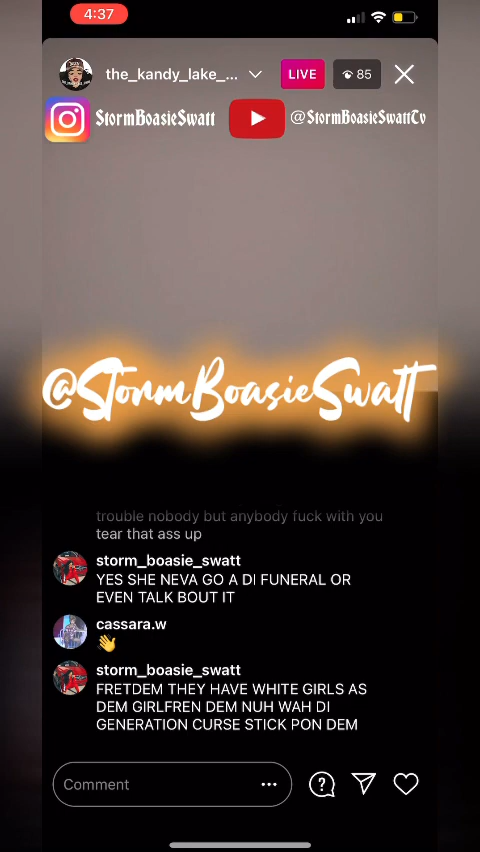 4:37
the_kandy_lake_...
LIVE
85
StormBoasieSwatt
@StormBoasieSwattTv
@StormBoasieSwatt
trouble nobody but anybody fuck with you
tear that ass up
storm_boasie_swatt
YES SHE NEVA GO A DI FUNERAL OR
EVEN TALK BOUT IT
cassara.w
👋
storm_boasie_swatt
FRETDEM THEY HAVE WHITE GIRLS AS
DEM GIRLFREN DEM NUH WAH DI
GENERATION CURSE STICK PON DEM
Comment